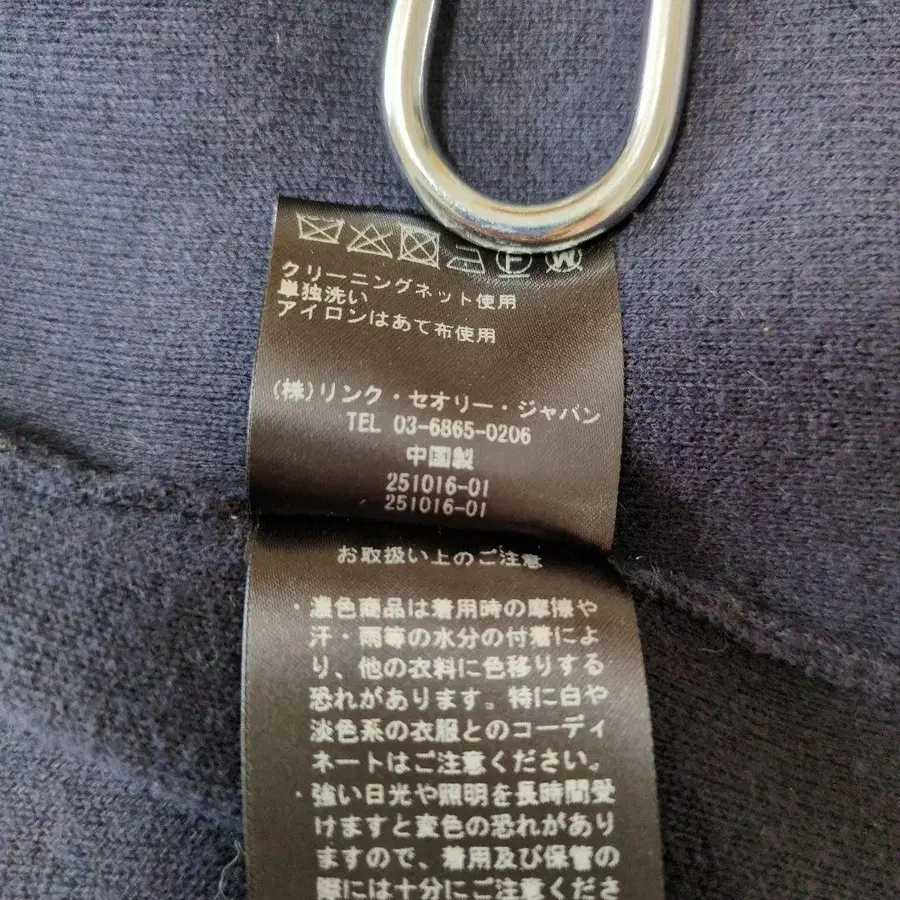 クリーニングネット使用
単独洗い
アイロンはあて布使用
(株)リンク・セオリー・ジャパン
TEL 03-6865-0206
中国製
251016-01
251016-01
お取扱い上のご注意
・濃色商品は着用時の摩擦や
汗・雨等の水分の付着によ
り、他の衣料に色移りする
恐れがあります。特に白や
淡色系の衣服とのコーディ
ネートはご注意ください。
・強い日光や照明を長時間受
けますと変色の恐れがあり
ますので、着用及び保管の
際には十分にご注意くださ